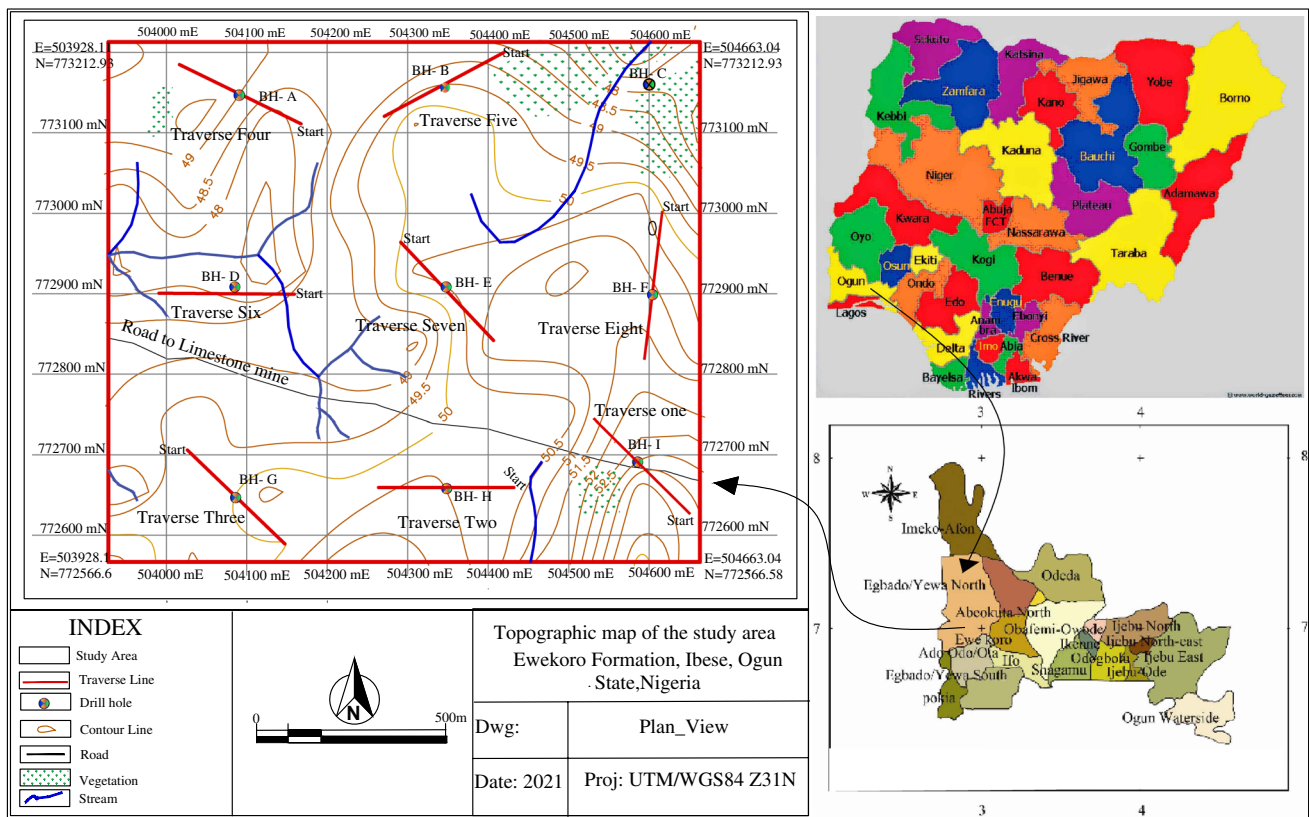 504000 mE 504100 mE 504200 mE 504300 mE 504400 mE 504500 mE 504600 mE
E=503928.11
N=773212.93
E=504663.04
N=773212.93
773100 mN
773000 mN
772900 mN
772800 mN
772700 mN
772600 mN
773100 mN
773000 mN
772900 mN
772800 mN
772700 mN
772600 mN
E=503928.1
N=772566.6
E=504663.04
N=772566.58
504000 mE 504100 mE 504200 mE 504300 mE 504400 mE 504500 mE 504600 mE
BH- A
Start
Traverse Four
BH- B
Start
Traverse Five
BH- C
48
48.5
49
49.5
50
49
48.5
48
Start
BH- D
Start
Traverse Six
Start
BH- E
Traverse Seven
BH- F
Traverse Eight
Road to Limestone mine
49
49.5
50
Traverse one
BH- I
Start
50.5
51
51.5
52
52.5
Start
BH- G
Traverse Three
BH- H
Start
Traverse Two
INDEX
Study Area
Traverse Line
Drill hole
Contour Line
Road
Vegetation
Stream
N
0 500m
Topographic map of the study area
Ewekoro Formation, Ibese, Ogun
State,Nigeria
Dwg: Plan_View
Date: 2021 Proj: UTM/WGS84 Z31N
Sokoto
Katsina
Jigawa
Yobe
Borno
Zamfara
Kano
Kebbi
Kaduna
Bauchi
Gombe
Niger
Adamawa
Plateau
Kwara
Abuja
FCT
Nassarawa
Taraba
Oyo
Kogi
Benue
Osun
Ekiti
Ogun
Ondo
Edo
Enugu
Lagos
Anam
bra
Ebonyi
Cross River
Delta
Imo
Abia
Bayelsa
Rivers
Akwa
Ibom
3 4
8 8
7 7
N
W E
S
Imeko-Afon
Egbado/Yewa North
Odeda
Abeokuta North
Obafemi-Owode
Ijebu North
Ewekoro
Ikenne
Ijebu North-east
Ado Odo/Ota
Ifo
Odogbolu
Ijebu East
Egbado/Yewa South
Shagamu
Ijebu-Ode
pokia
Ogun Waterside
3 4